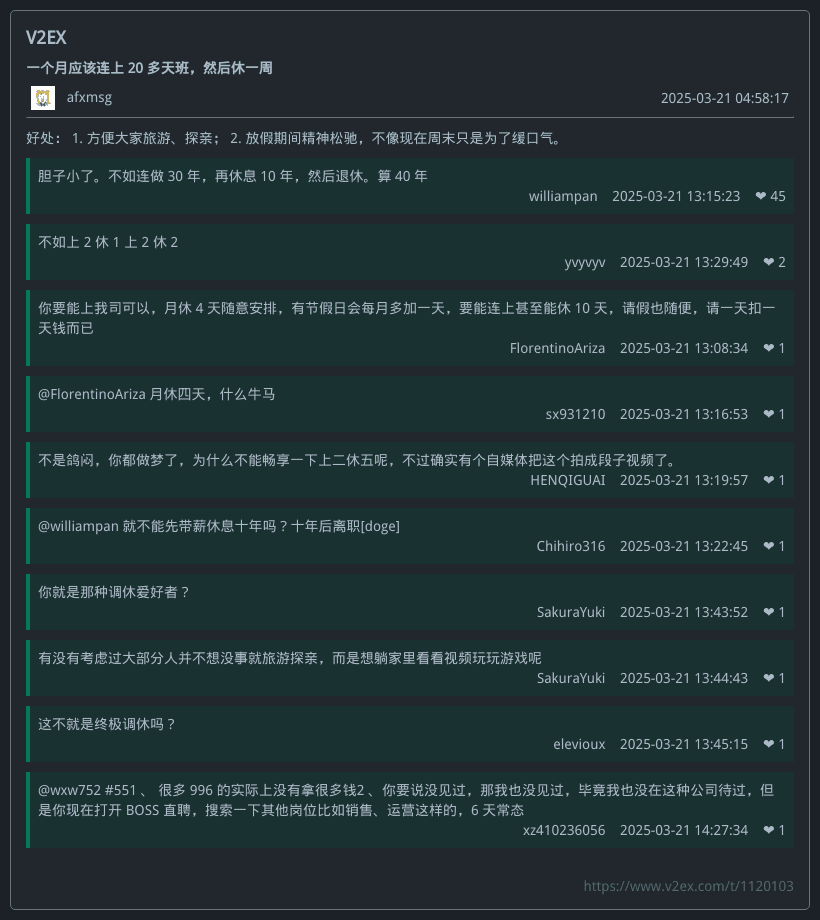 V2EX
一个月应该连上 20 多天班，然后休一周
afxmsg 2025-03-21 04:58:17
好处： 1. 方便大家旅游、探亲； 2. 放假期间精神松驰，不像现在周末只是为了缓口气。
胆子小了。不如连做 30 年，再休息 10 年，然后退休。算 40 年
williampan 2025-03-21 13:15:23 ❤ 45
不如上 2 休 1 上 2 休 2
yvyvyv 2025-03-21 13:29:49 ❤ 2
你要能上我司可以，月休 4 天随意安排，有节假日会每月多加一天，要能连上甚至能休 10 天，请假也随便，请一天扣一
天钱而已
FlorentinoAriza 2025-03-21 13:08:34 ❤ 1
@FlorentinoAriza 月休四天，什么牛马
sx931210 2025-03-21 13:16:53 ❤ 1
不是鸽闷，你都做梦了，为什么不能畅享一下上二休五呢，不过确实有个自媒体把这个拍成段子视频了。
HENQIGUAI 2025-03-21 13:19:57 ❤ 1
@williampan 就不能先带薪休息十年吗？十年后离职[doge]
Chihiro316 2025-03-21 13:22:45 ❤ 1
你就是那种调休爱好者？
SakuraYuki 2025-03-21 13:43:52 ❤ 1
有没有考虑过大部分人并不想没事就旅游探亲，而是想躺家里看看视频玩玩游戏呢
SakuraYuki 2025-03-21 13:44:43 ❤ 1
这不就是终极调休吗？
elevioux 2025-03-21 13:45:15 ❤ 1
@wxw752 #551 、 很多 996 的实际上没有拿很多钱2 、你要说没见过，那我也没见过，毕竟我也没在这种公司待过，但
是你现在打开 BOSS 直聘，搜索一下其他岗位比如销售、运营这样的，6 天常态
xz410236056 2025-03-21 14:27:34 ❤ 1
https://www.v2ex.com/t/1120103